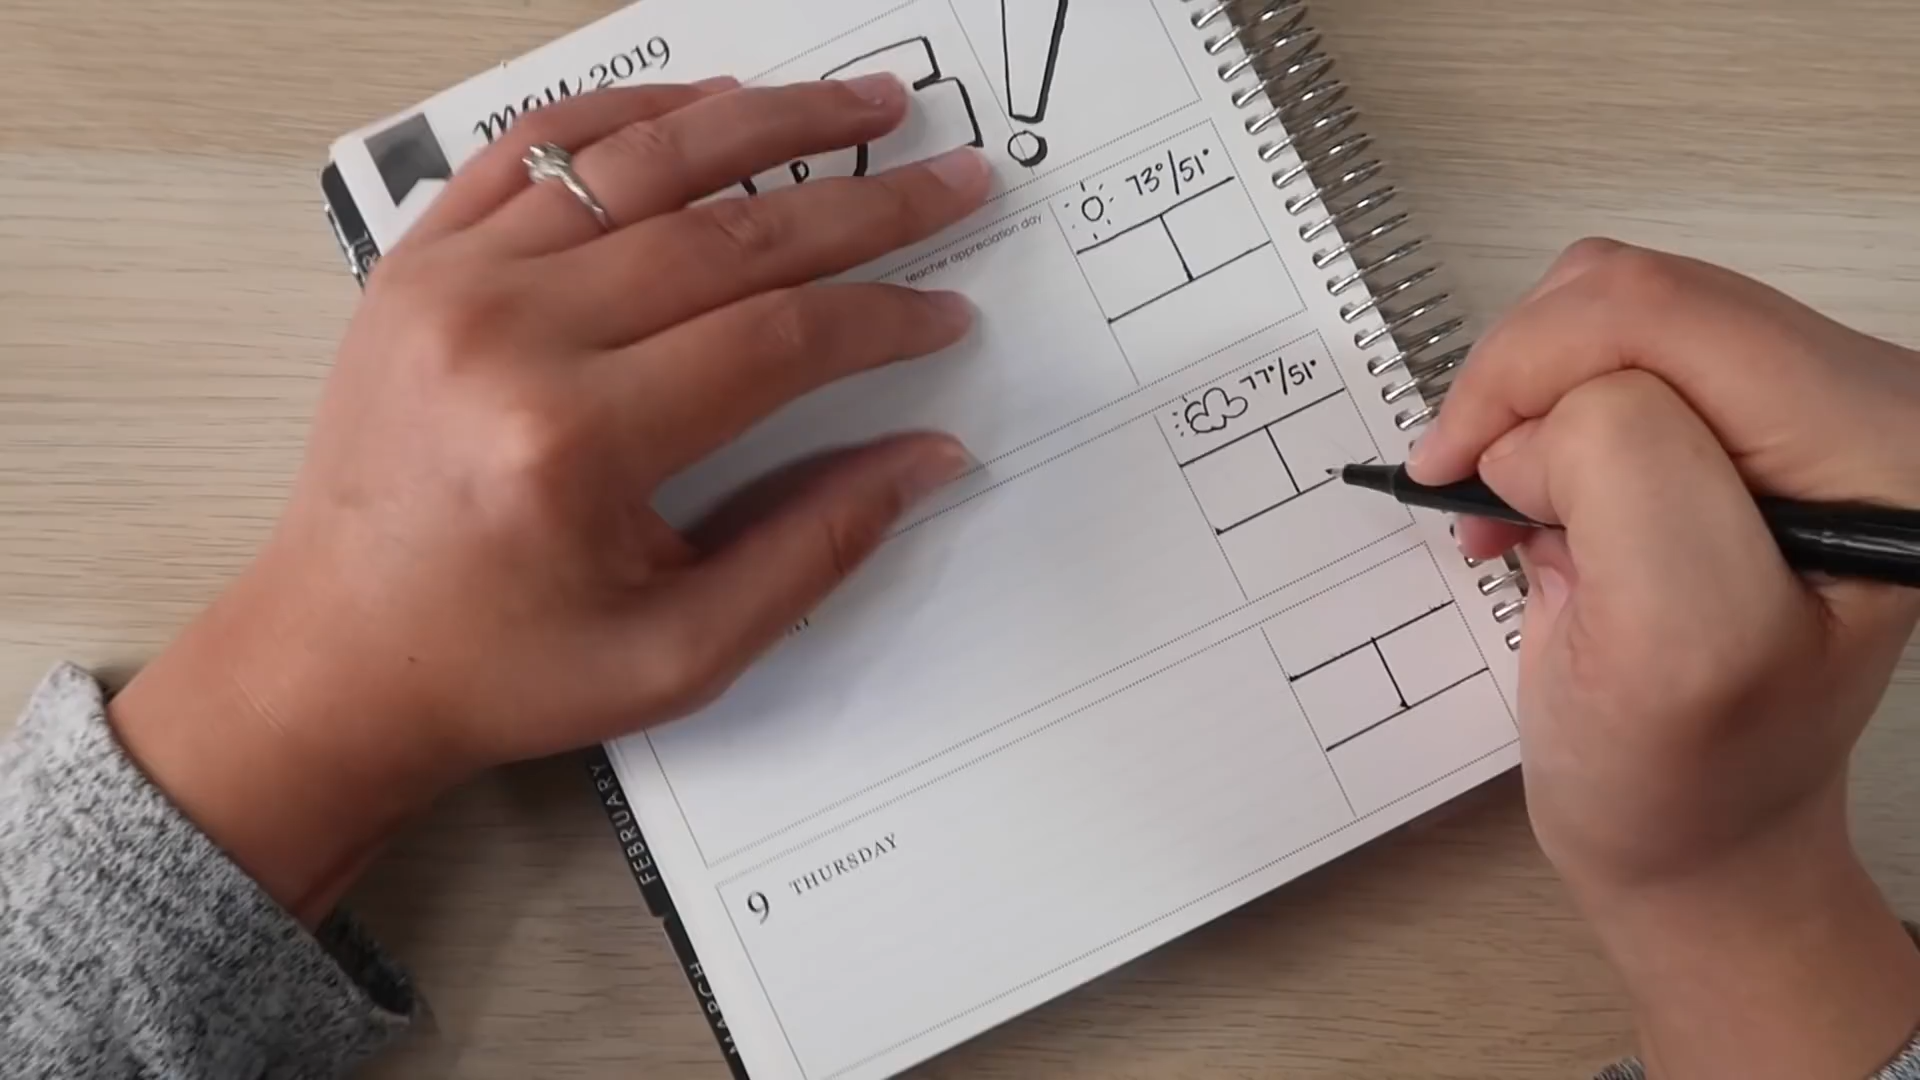 may 2019
teacher appreciation day
73°/51°
77°/51°
9 THURSDAY
FEBRUARY
MARCH